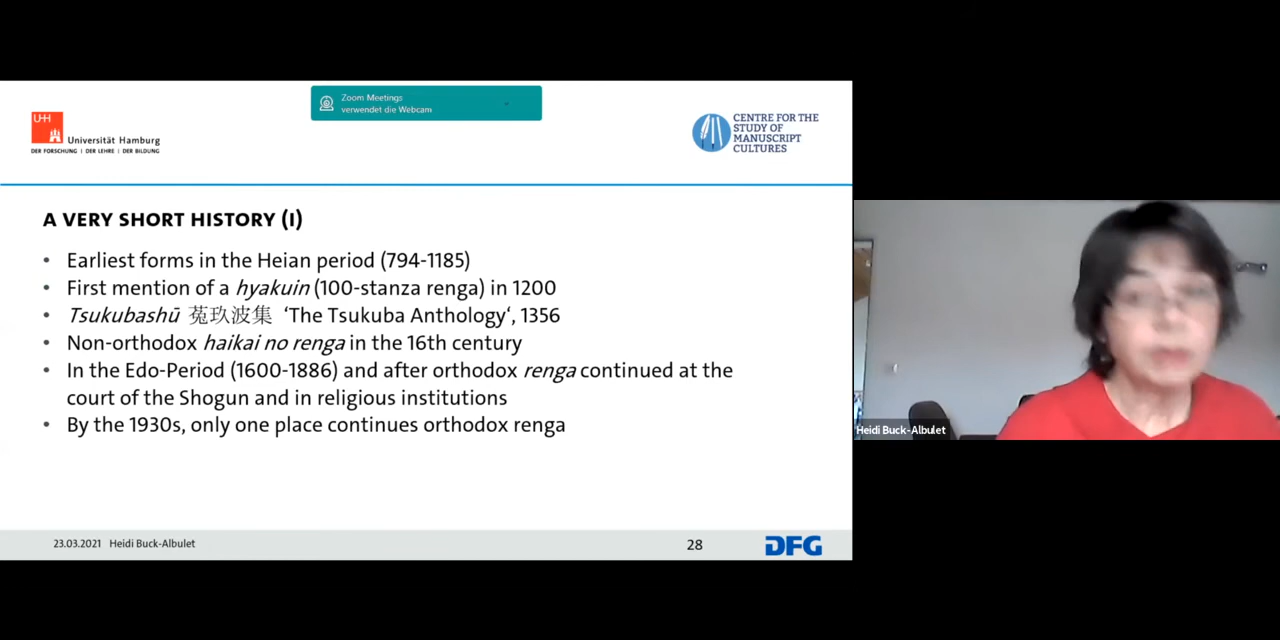 Zoom Meetings
verwendet die Webcam
UHH
Universität Hamburg
DER FORSCHUNG | DER LEHRE | DER BILDUNG
CENTRE FOR THE
STUDY OF
MANUSCRIPT
CULTURES
A VERY SHORT HISTORY (I)
• Earliest forms in the Heian period (794-1185)
• First mention of a hyakuin (100-stanza renga) in 1200
• Tsukubashū 菟玖波集 ‘The Tsukuba Anthology‘, 1356
• Non-orthodox haikai no renga in the 16th century
• In the Edo-Period (1600-1886) and after orthodox renga continued at the
court of the Shogun and in religious institutions
• By the 1930s, only one place continues orthodox renga
Heidi Buck-Albulet
23.03.2021 Heidi Buck-Albulet
28
DFG